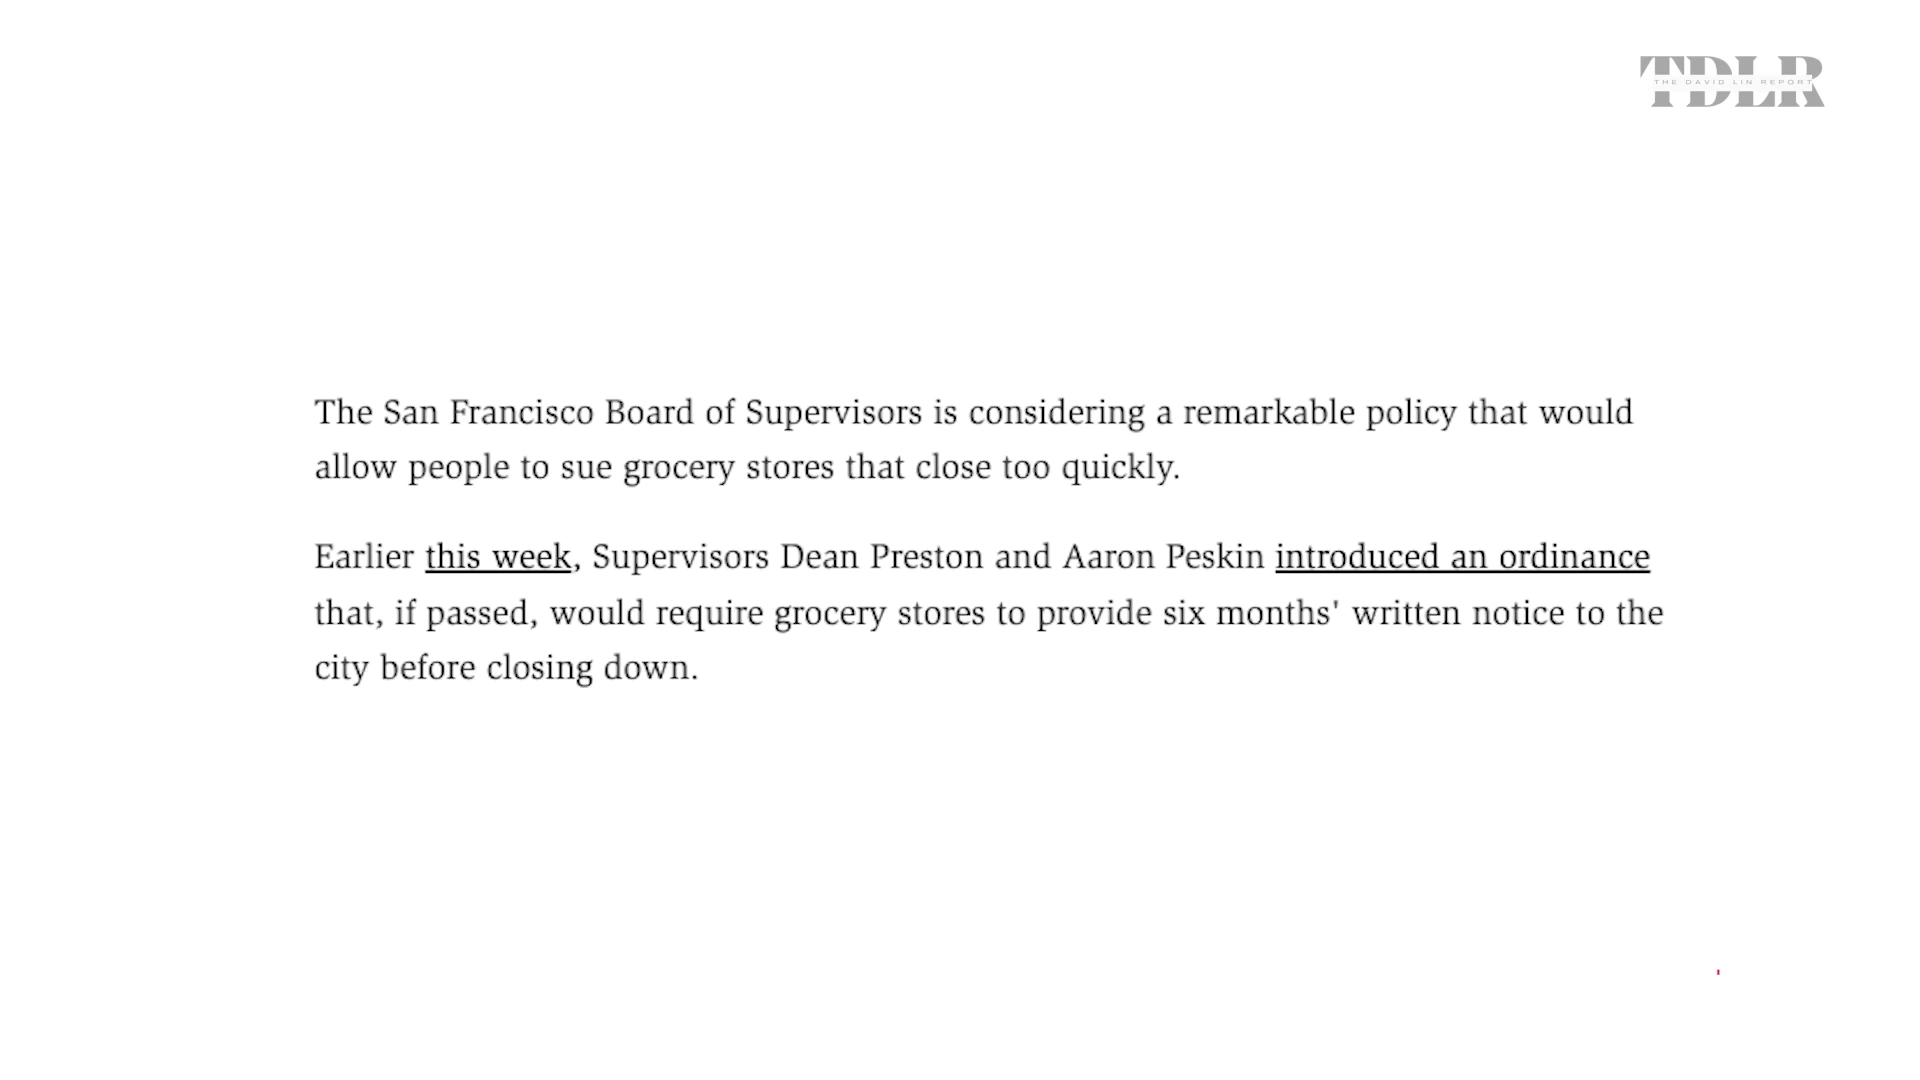 TDLR
THE DAVID LIN REPORT
The San Francisco Board of Supervisors is considering a remarkable policy that would
allow people to sue grocery stores that close too quickly.
Earlier this week, Supervisors Dean Preston and Aaron Peskin introduced an ordinance
that, if passed, would require grocery stores to provide six months' written notice to the
city before closing down.